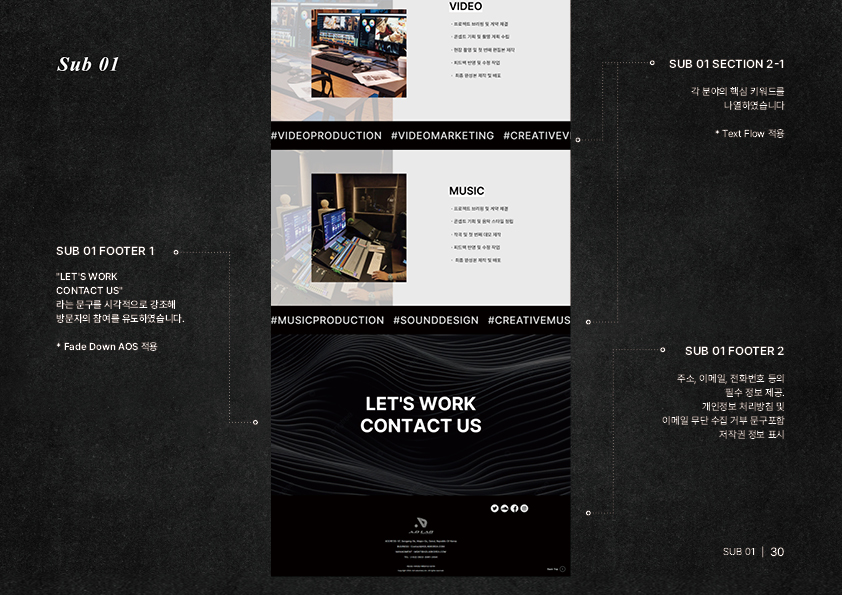 Sub 01
VIDEO
· 프로젝트 브리핑 및 계약 체결
· 콘셉트 기획 및 촬영 계획 수립
· 현장 촬영 및 첫 번째 편집본 제작
· 피드백 반영 및 수정 작업
· 최종 완성본 제작 및 배포
#VIDEOPRODUCTION #VIDEOMARKETING #CREATIVEVI
SUB 01 SECTION 2-1
각 분야의 핵심 키워드를
나열하였습니다
* Text Flow 적용
MUSIC
· 프로젝트 브리핑 및 계약 체결
· 콘셉트 기획 및 음악 스타일 정립
· 작곡 및 첫 번째 데모 제작
· 피드백 반영 및 수정 작업
· 최종 완성본 제작 및 배포
#MUSICPRODUCTION #SOUNDDESIGN #CREATIVEMUS
SUB 01 FOOTER 1
"LET'S WORK
CONTACT US"
라는 문구를 시각적으로 강조해
방문자의 참여를 유도하였습니다.
* Fade Down AOS 적용
LET'S WORK
CONTACT US
SUB 01 FOOTER 2
주소, 이메일, 전화번호 등의
필수 정보 제공.
개인정보 처리방침 및
이메일 무단 수집 거부 문구포함
저작권 정보 표시
SUB 01 | 30